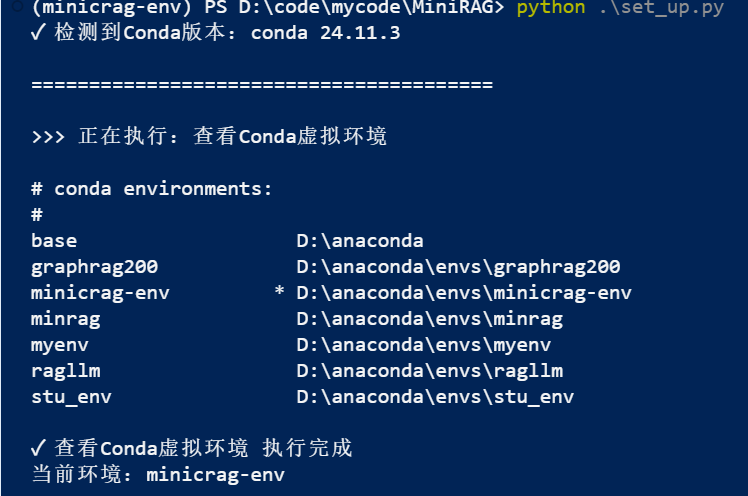 (minicrag-env) PS D:\code\mycode\MiniRAG> python .\set_up.py
✓ 检测到Conda版本：conda 24.11.3
========================================
>>> 正在执行：查看Conda虚拟环境
# conda environments:
#
base                   D:\anaconda
graphrag200            D:\anaconda\envs\graphrag200
minicrag-env         * D:\anaconda\envs\minicrag-env
minrag                 D:\anaconda\envs\minrag
myenv                  D:\anaconda\envs\myenv
ragllm                 D:\anaconda\envs\ragllm
stu_env                D:\anaconda\envs\stu_env
✓ 查看Conda虚拟环境 执行完成
当前环境：minicrag-env